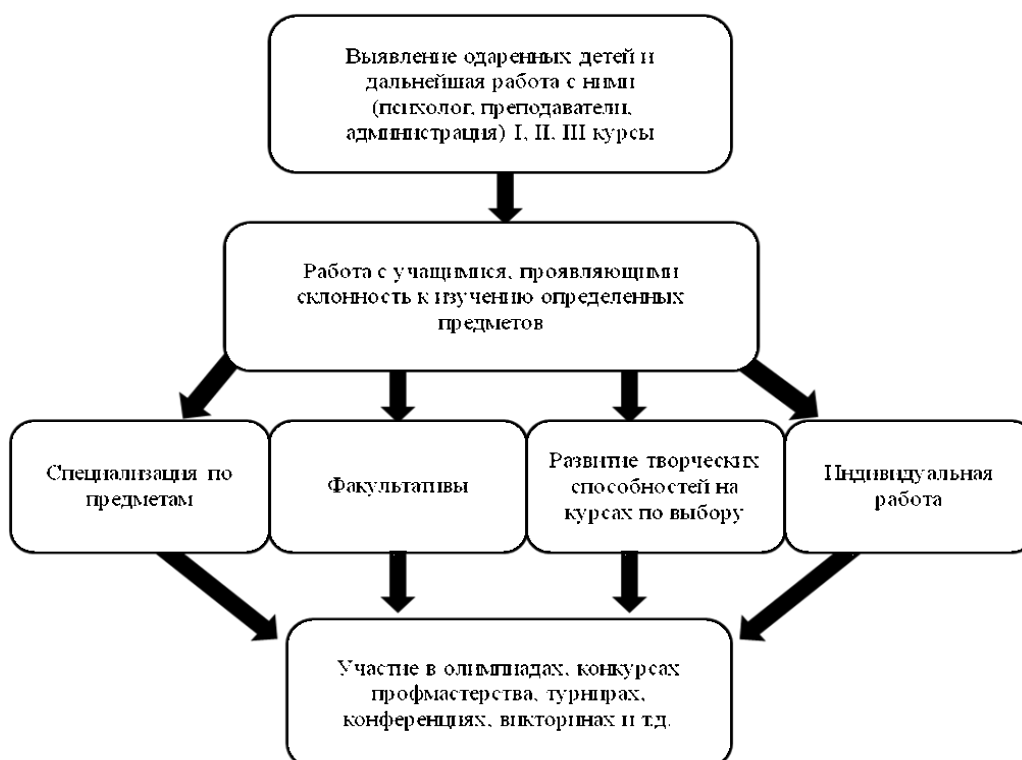 Выявление одаренных детей и
дальнейшая работа с ними
(психолог, преподаватели,
администрация) I, II, III курсы
Работа с учащимися, проявляющими
склонность к изучению определенных
предметов
Специализация по
предметам
Факультативы
Развитие творческих
способностей на
курсах по выбору
Индивидуальная
работа
Участие в олимпиадах, конкурсах
профмастерства, турнирах,
конференциях, викторинах и т.д.